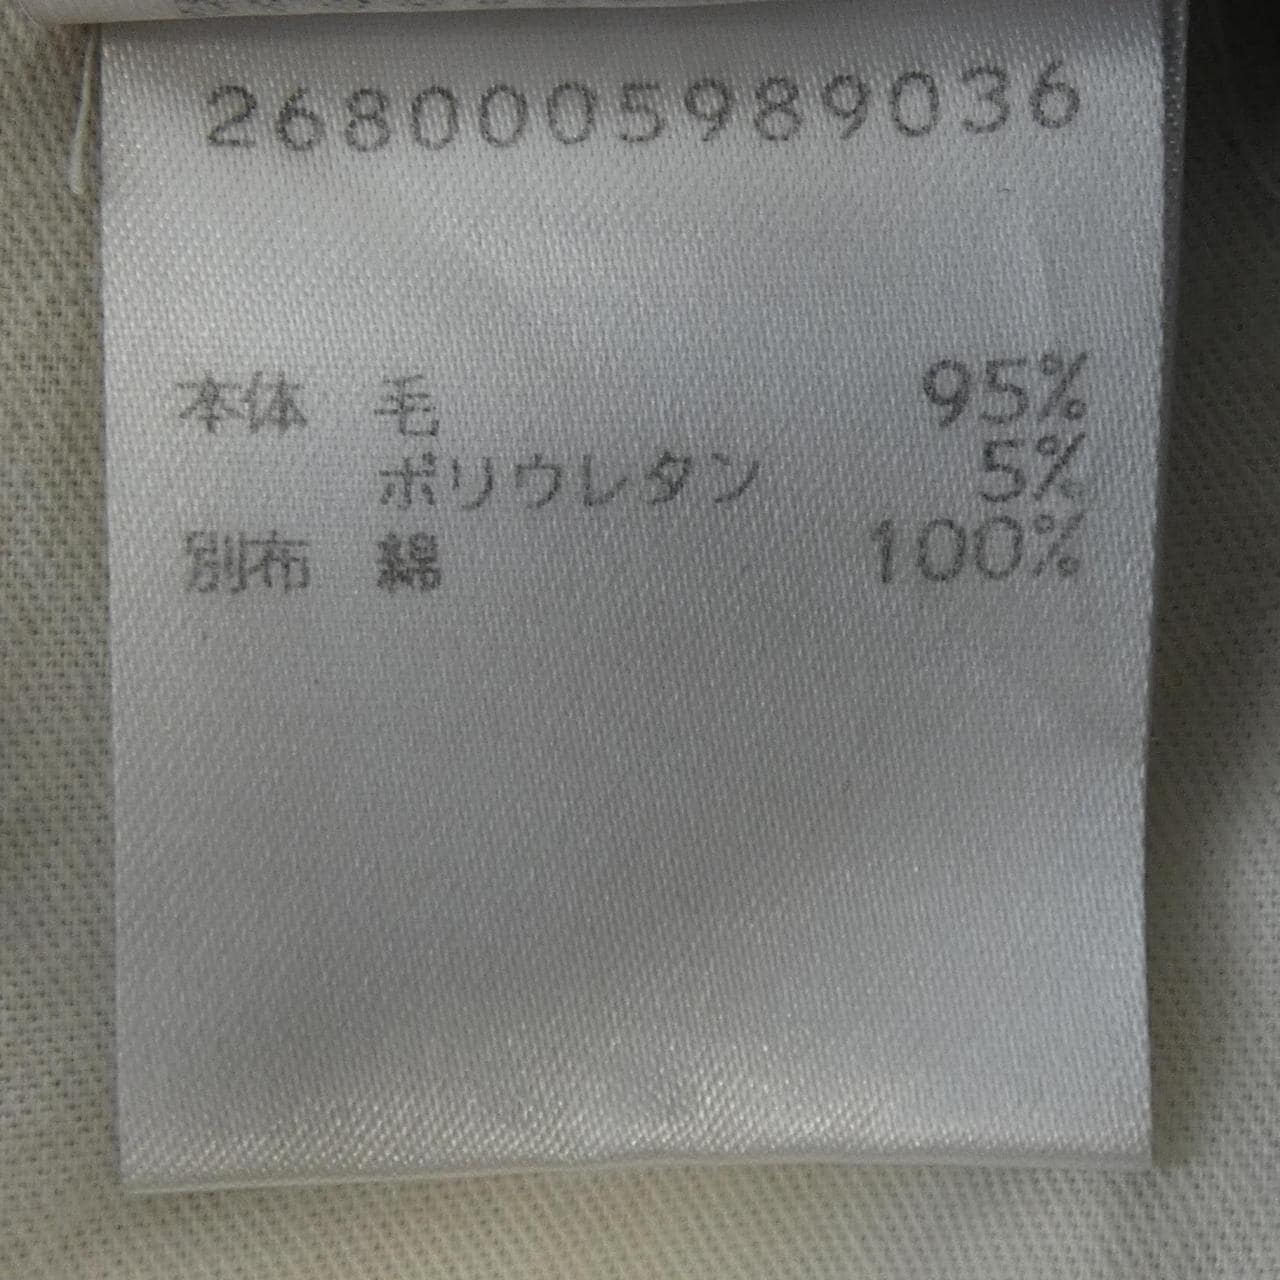 2680005989036
本体 毛 95%
ポリウレタン 5%
別布 綿 100%